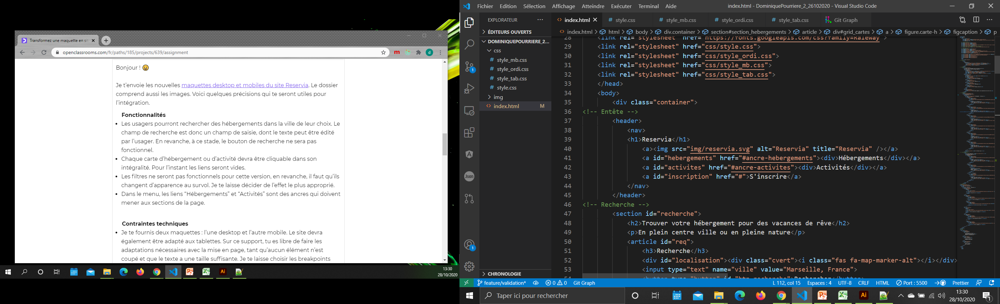 Transformez une maquette en sit
openclassrooms.com/fr/paths/185/projects/639/assignment
m
d
Bonjour ! 😀
Je t'envoie les nouvelles maquettes desktop et mobiles du site Reservia. Le dossier
comprend aussi les images. Voici quelques précisions qui te seront utiles pour
l'intégration.
Fonctionnalités
Les usagers pourront rechercher des hébergements dans la ville de leur choix. Le
champ de recherche est donc un champ de saisie, dont le texte peut être édité
par l'usager. En revanche, à ce stade, le bouton de recherche ne sera pas
fonctionnel.
Chaque carte d'hébergement ou d'activité devra être cliquable dans son
intégralité. Pour l'instant les liens seront vides.
Les filtres ne seront pas fonctionnels pour cette version, en revanche, il faut qu'ils
changent d'apparence au survol. Je te laisse décider de l'effet le plus approprié.
Dans le menu, les liens “Hébergements” et “Activités” sont des ancres qui doivent
mener aux sections de la page.
Contraintes techniques
Je te fournis deux maquettes : l'une desktop et l'autre mobile. Le site devra
également être adapté aux tablettes. Sur ce support, tu es libre de faire les
adaptations nécessaires avec la mise en page, tant qu'aucun élément n'est
coupé et que le texte a une taille suffisante. Je te laisse choisir les breakpoints
13:30
28/10/2020
Fichier Edition Sélection Affichage Atteindre Exécuter Terminal Aide
index.html - DominiquePourriere_2_26102020 - Visual Studio Code
EXPLORATEUR
ÉDITEURS OUVERTS
DOMINIQUEPOURRIERE_2...
css
# style_mb.css
# style_ordi.css
# style_tab.css
# style.css
img
<> index.html M
CHRONOLOGIE
<> index.html # style.css # style_mb.css # style_ordi.css # style_tab.css Git Graph
<> index.html > html > body > div.container > section#section_hebergements > article > div#grid_cartes > a > figure.carte-h > figcaption > p
28 <link rel="stylesheet" href="https://fonts.googleapis.com/css?family=Raleway">
29 <link rel="stylesheet" href="css/style.css">
30 <link rel="stylesheet" href="css/style_ordi.css">
31 <link rel="stylesheet" href="css/style_mb.css">
32 <link rel="stylesheet" href="css/style_tab.css">
33 </head>
34 <body>
35 <div class="container">
36 <!-- Entête -->
37 <header>
38 <nav>
39 <h1>Reservia</h1>
40 <a><img src="img/reservia.svg" alt="Reservia" title="Reservia" /></a>
41 <a id="hebergements" href="#ancre-hebergements"><div>Hébergements</div></a>
42 <a id="activites" href="#ancre-activites"><div>Activités</div></a>
43 <a id="inscription" href="#">S'inscrire</a>
44 </nav>
45 </header>
46 <!-- Recherche -->
47 <section id="recherche">
48 <h2>Trouver votre hébergement pour des vacances de rêve</h2>
49 <p>En plein centre ville ou en pleine nature</p>
50 <article id="req">
51 <h3>Recherche</h3>
52 <div id="localisation"><div class="cvert"><i class="fas fa-map-marker-alt"></i></div>
53 <input type="text" name="ville" value="Marseille, France">
54 <button type="button" id="btn-recherche">Rechercher</button>
feature/validation* 0 0 Git Graph
L 112, col 15 Espaces : 4 UTF-8 CRLF HTML Port : 5500 Prettier
Taper ici pour rechercher
13:30
28/10/2020